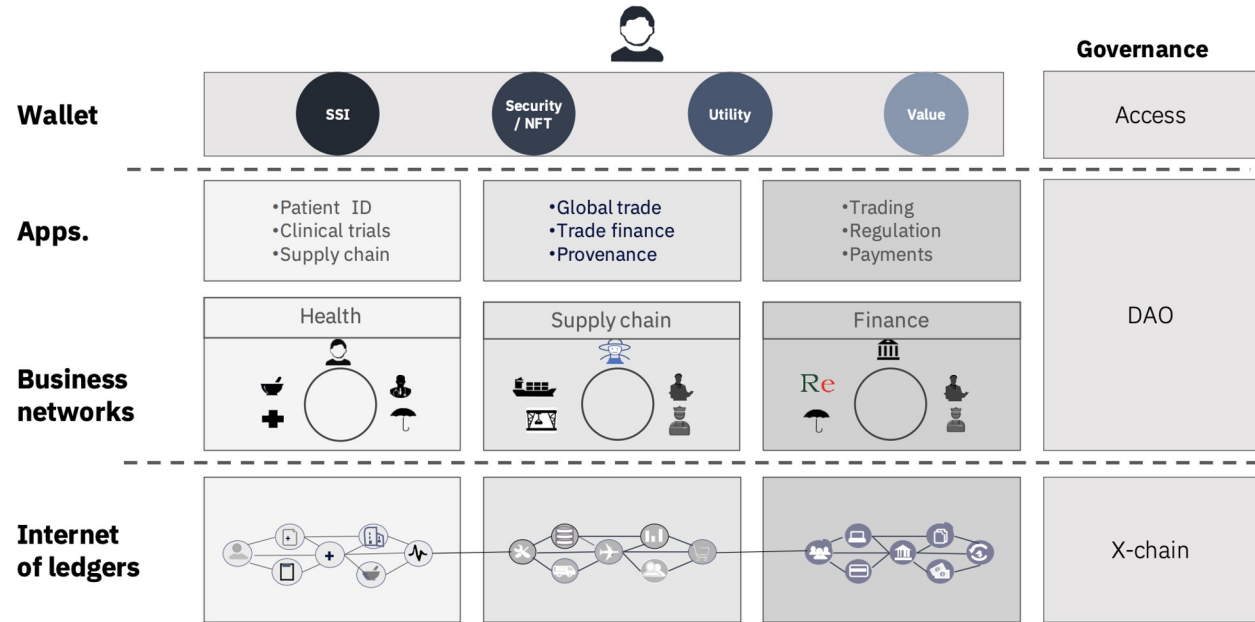 Governance
Wallet
SSI
Security
/ NFT
Utility
Value
Access
Apps.
•Patient ID
•Clinical trials
•Supply chain
•Global trade
•Trade finance
•Provenance
•Trading
•Regulation
•Payments
DAO
Business
networks
Health
Supply chain
Finance
Re
Internet
of ledgers
X-chain